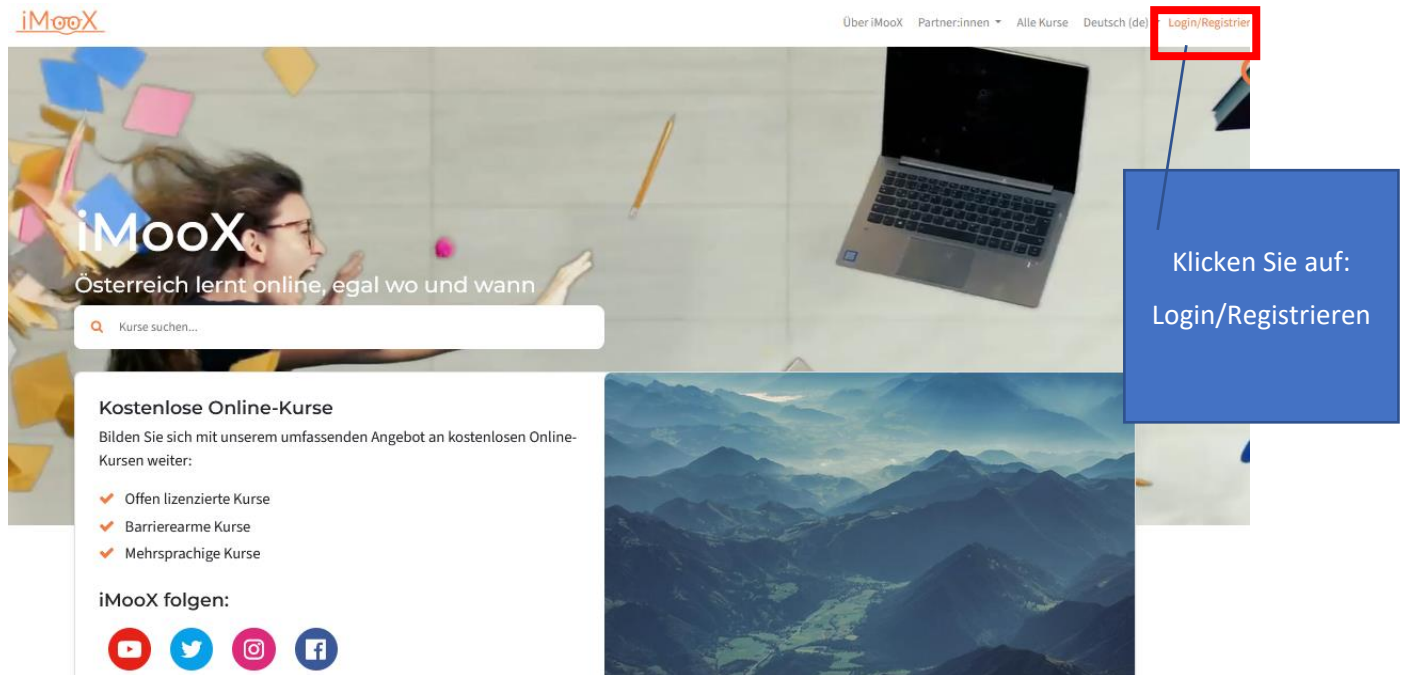 iMooX
Über iMooX Partner:innen Alle Kurse Deutsch (de) Login/Registrier
iMooX
Österreich lernt online, egal wo und wann
Kurse suchen...
Klicken Sie auf:
Login/Registrieren
Kostenlose Online-Kurse
Bilden Sie sich mit unserem umfassenden Angebot an kostenlosen Online-
Kursen weiter:
Offen lizenzierte Kurse
Barrierearme Kurse
Mehrsprachige Kurse
iMooX folgen: